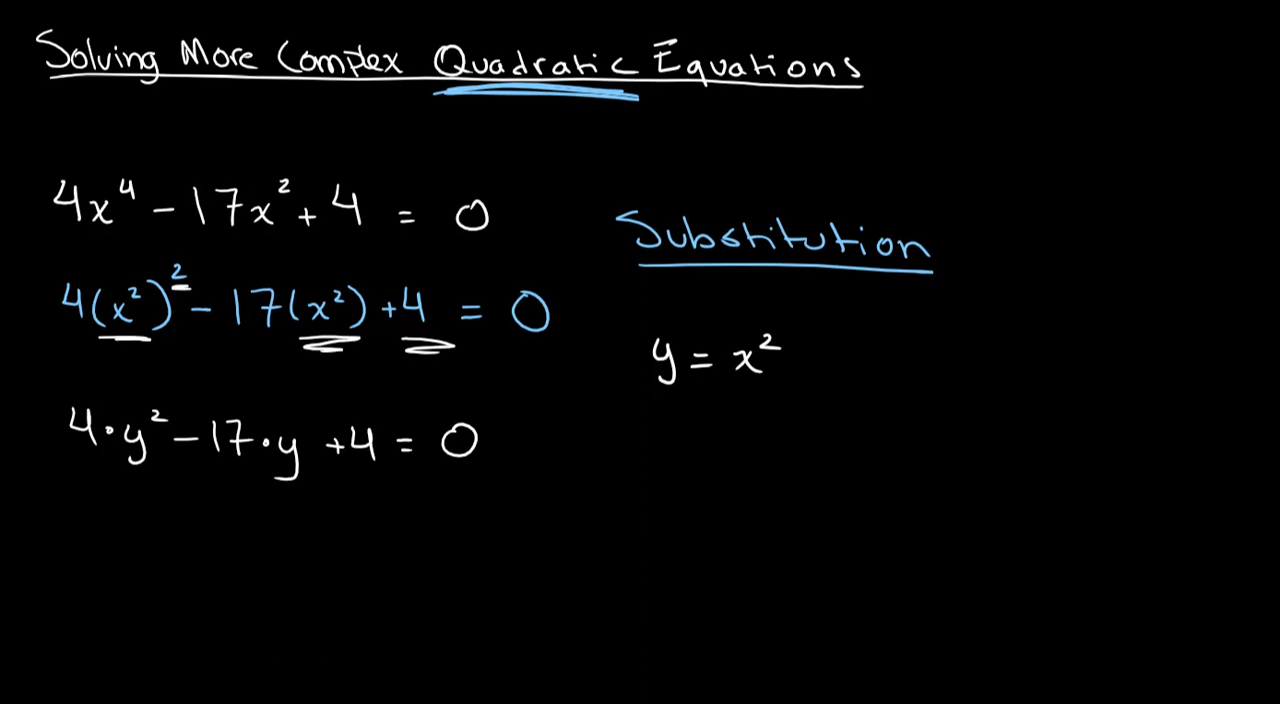 Solving More Complex Quadratic Equations
4x⁴ - 17x² + 4 = 0
Substitution
4(x²)² - 17(x²) + 4 = 0
y = x²
4·y² - 17·y + 4 = 0